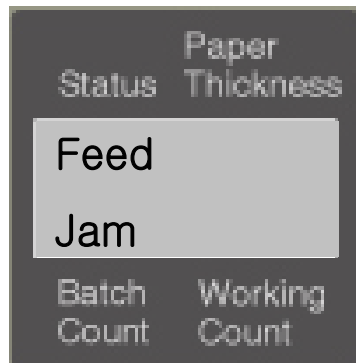 Paper
Status Thickness
Feed
Jam
Batch Working
Count Count